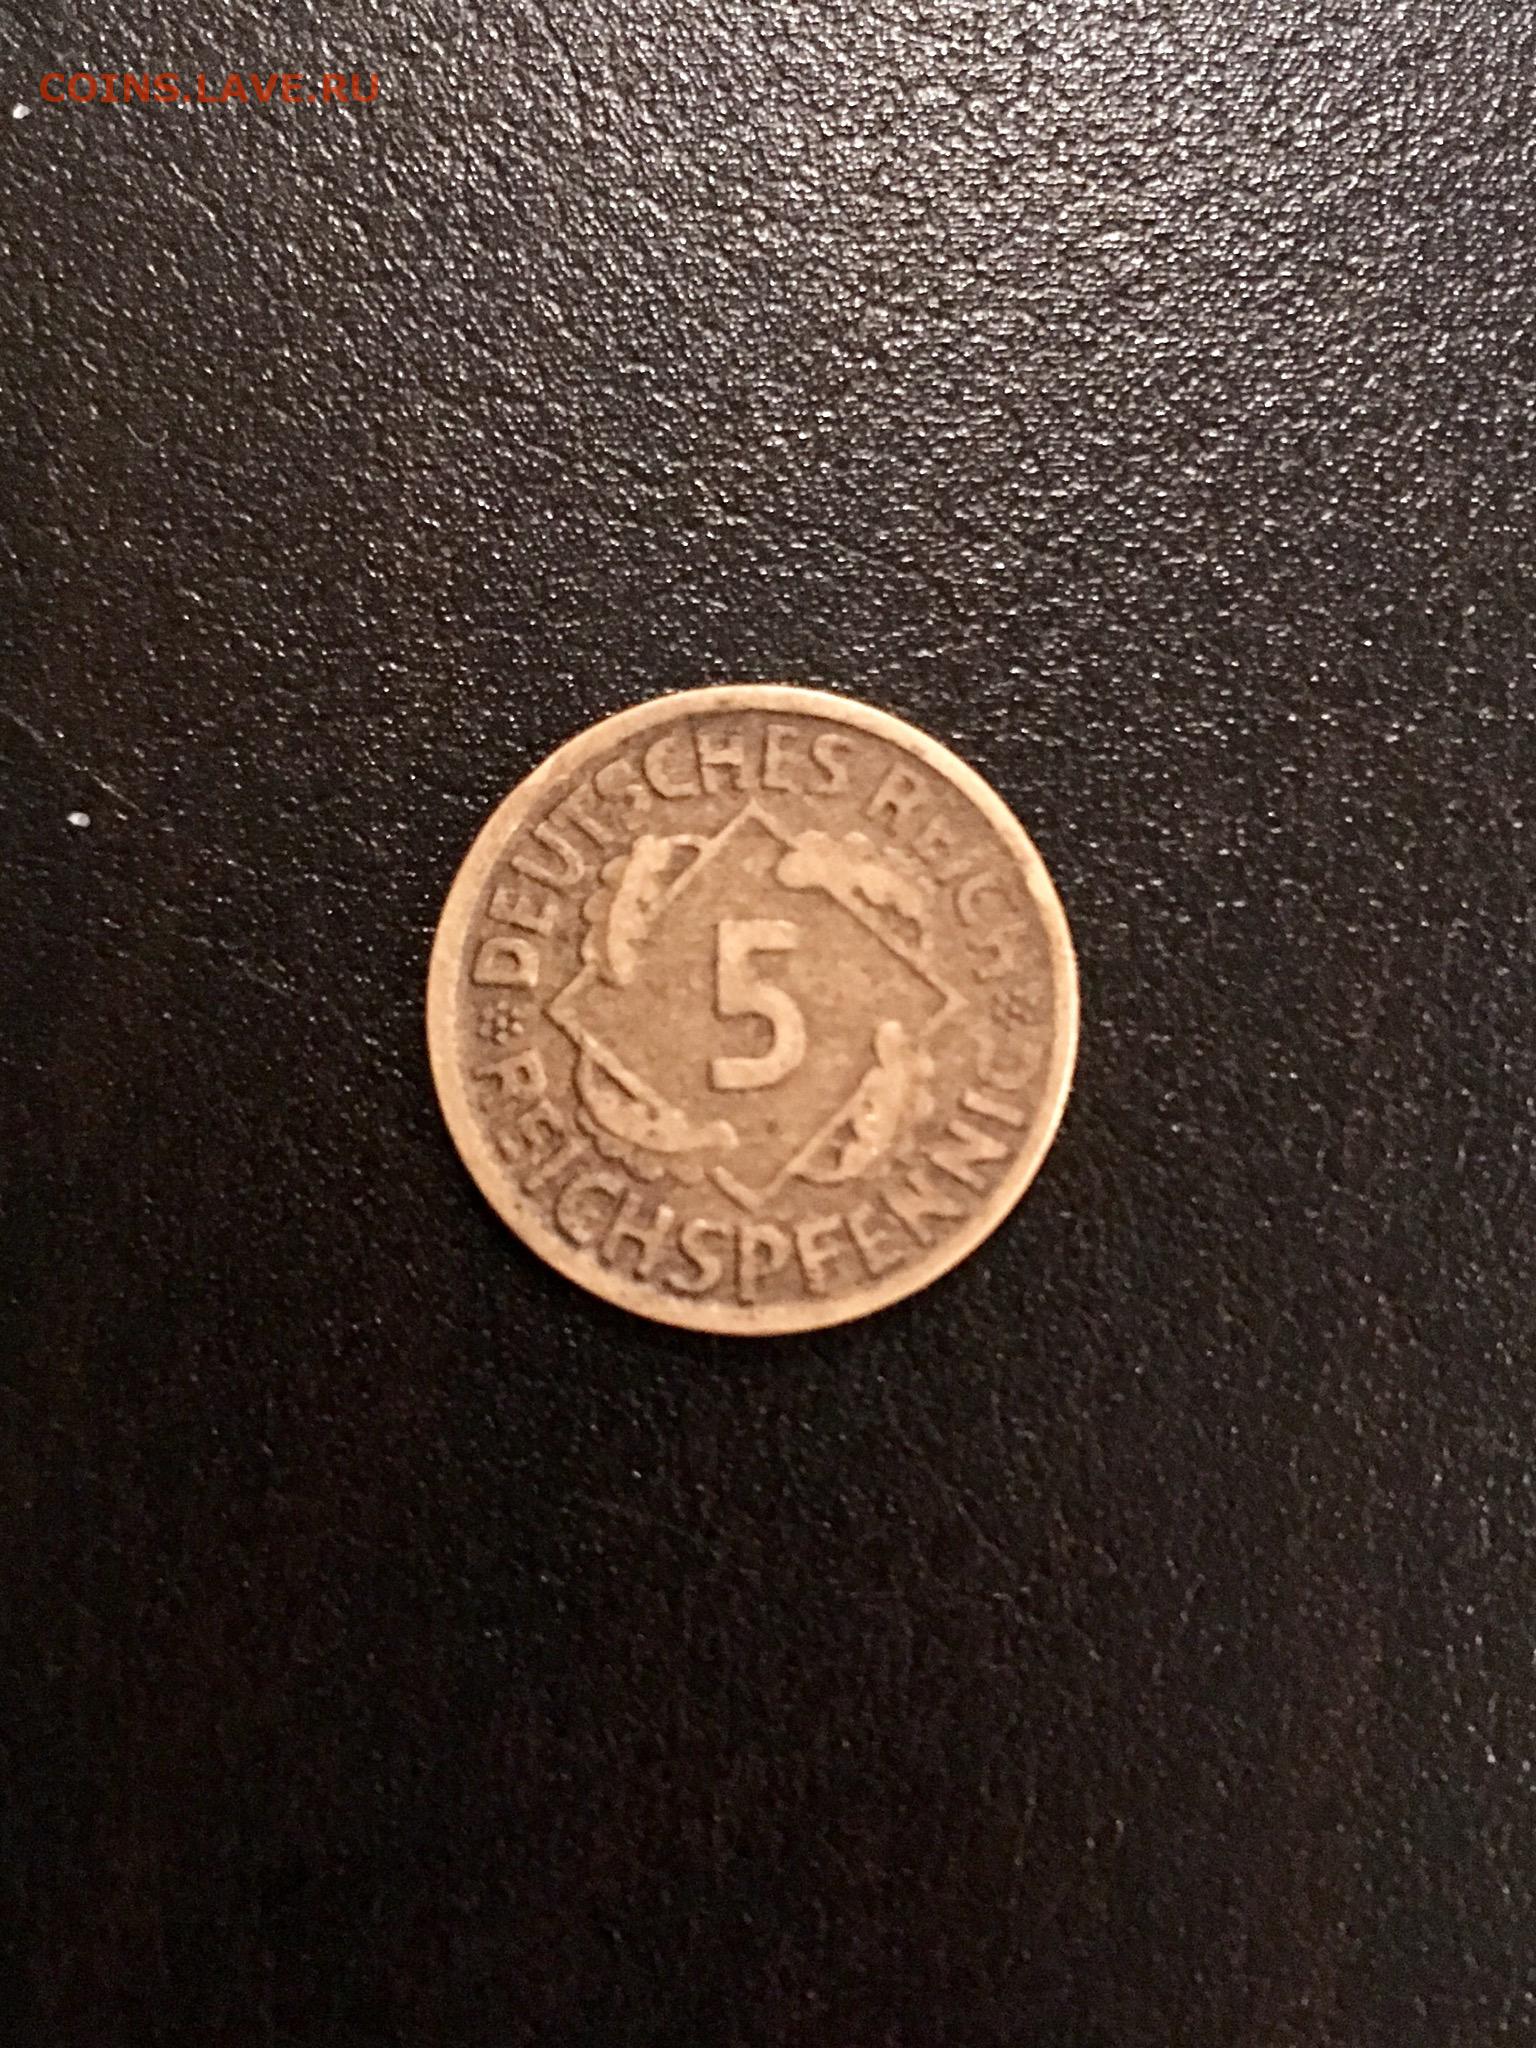 COINS.LAVE.RU
DEUTSCHES REICH
5
REICHSPFENNIG